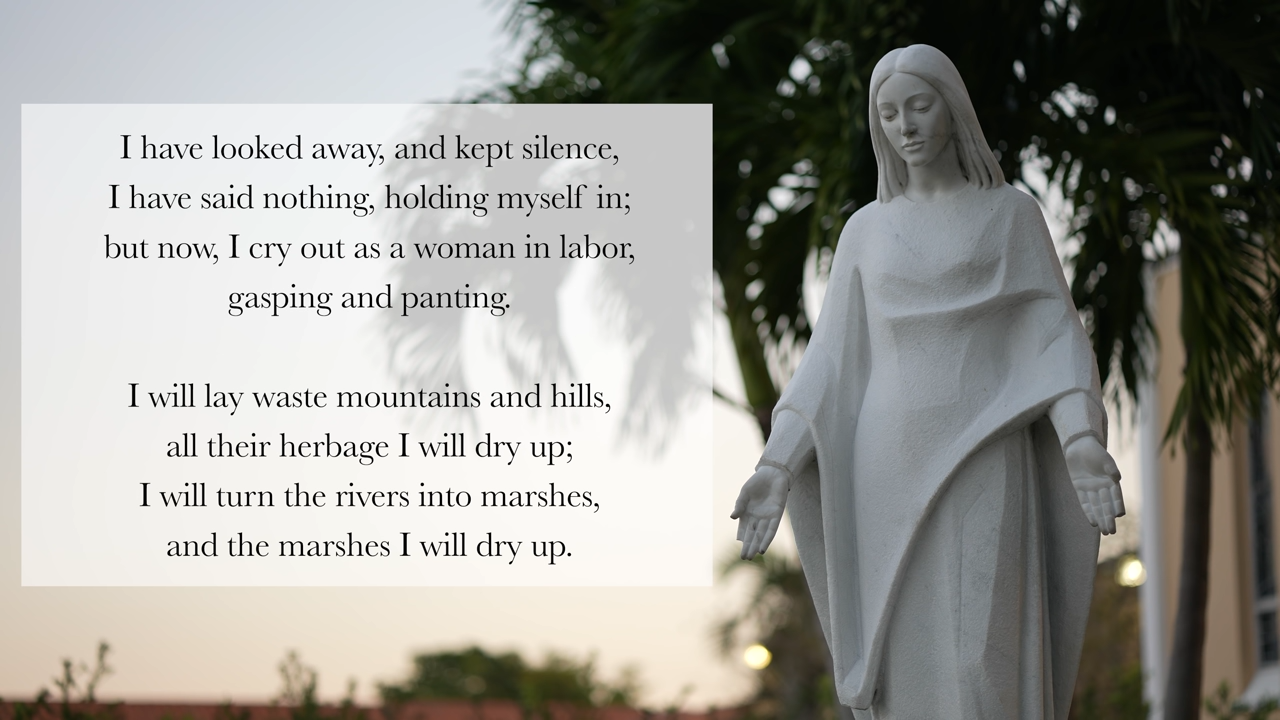 I have looked away, and kept silence,
I have said nothing, holding myself in;
but now, I cry out as a woman in labor,
gasping and panting.
I will lay waste mountains and hills,
all their herbage I will dry up;
I will turn the rivers into marshes,
and the marshes I will dry up.